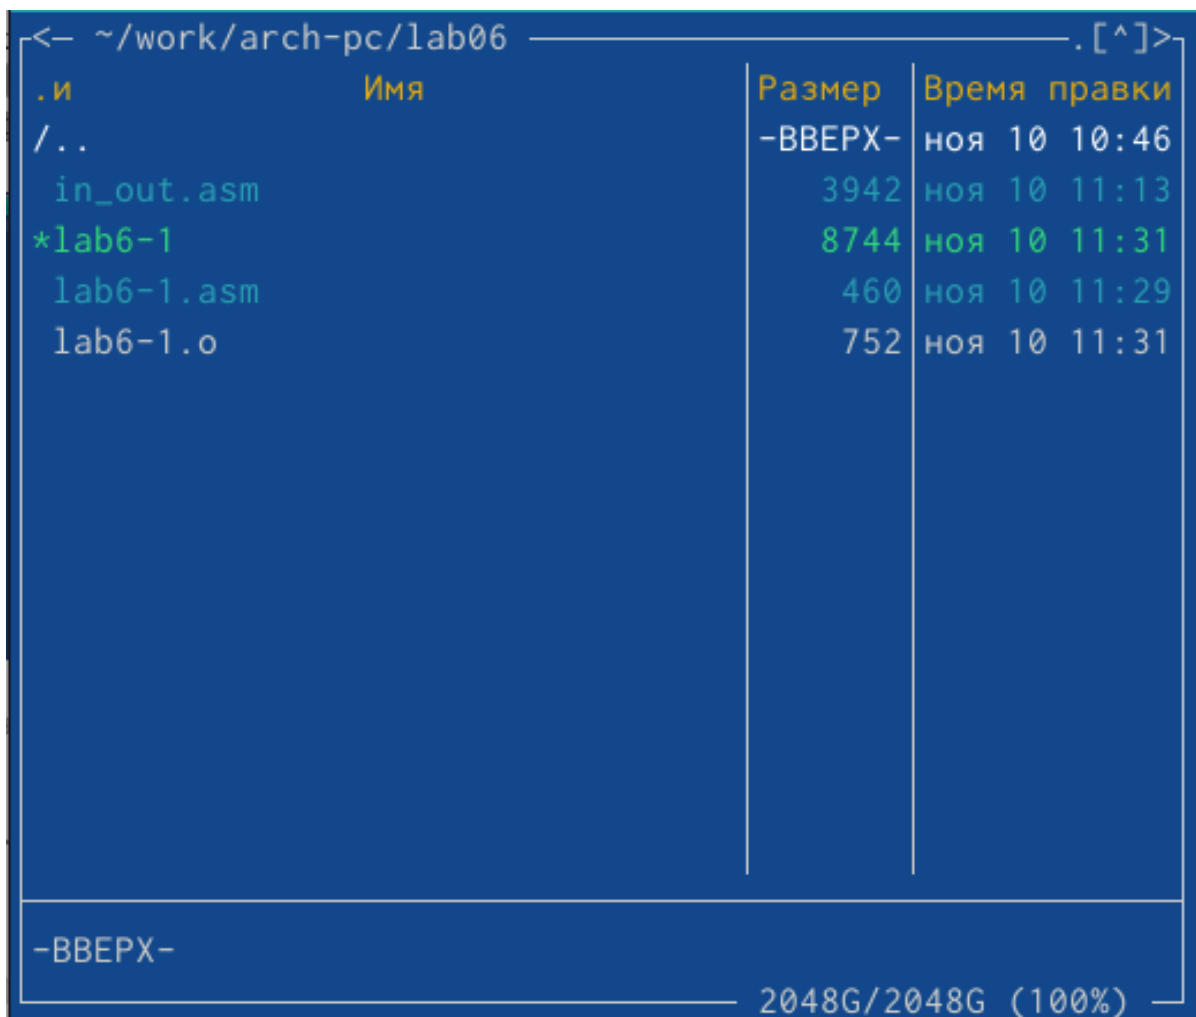 <− ~/work/arch-pc/lab06 .[^]>
.и Имя Размер Время правки
/.. -ВВЕРХ- ноя 10 10:46
in_out.asm 3942 ноя 10 11:13
*lab6-1 8744 ноя 10 11:31
lab6-1.asm 460 ноя 10 11:29
lab6-1.o 752 ноя 10 11:31
-ВВЕРХ-
2048G/2048G (100%)